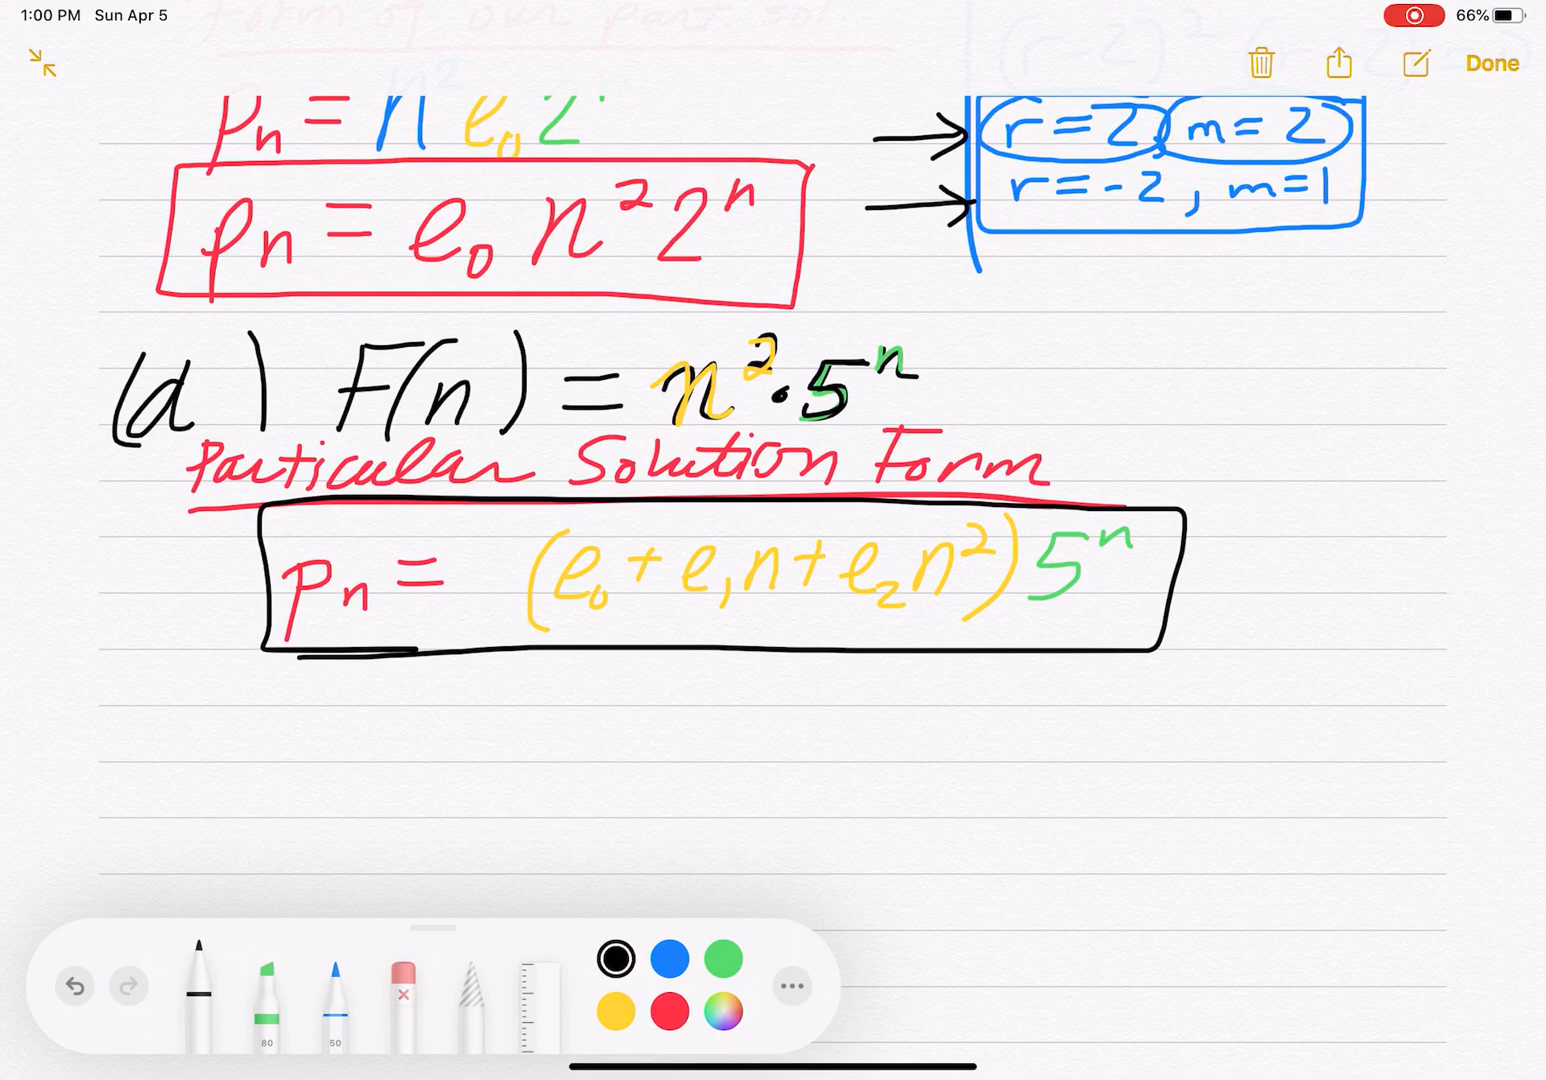 1:00 PM Sun Apr 5
66%
Done
pₙ = n e₀ 2
r = 2, m = 2
r = -2, m = 1
pₙ = e₀ n² 2ⁿ
(d) F(n) = n² · 5ⁿ
Particular Solution Form
pₙ = (e₀ + e₁n + e₂n²) 5ⁿ
80
50